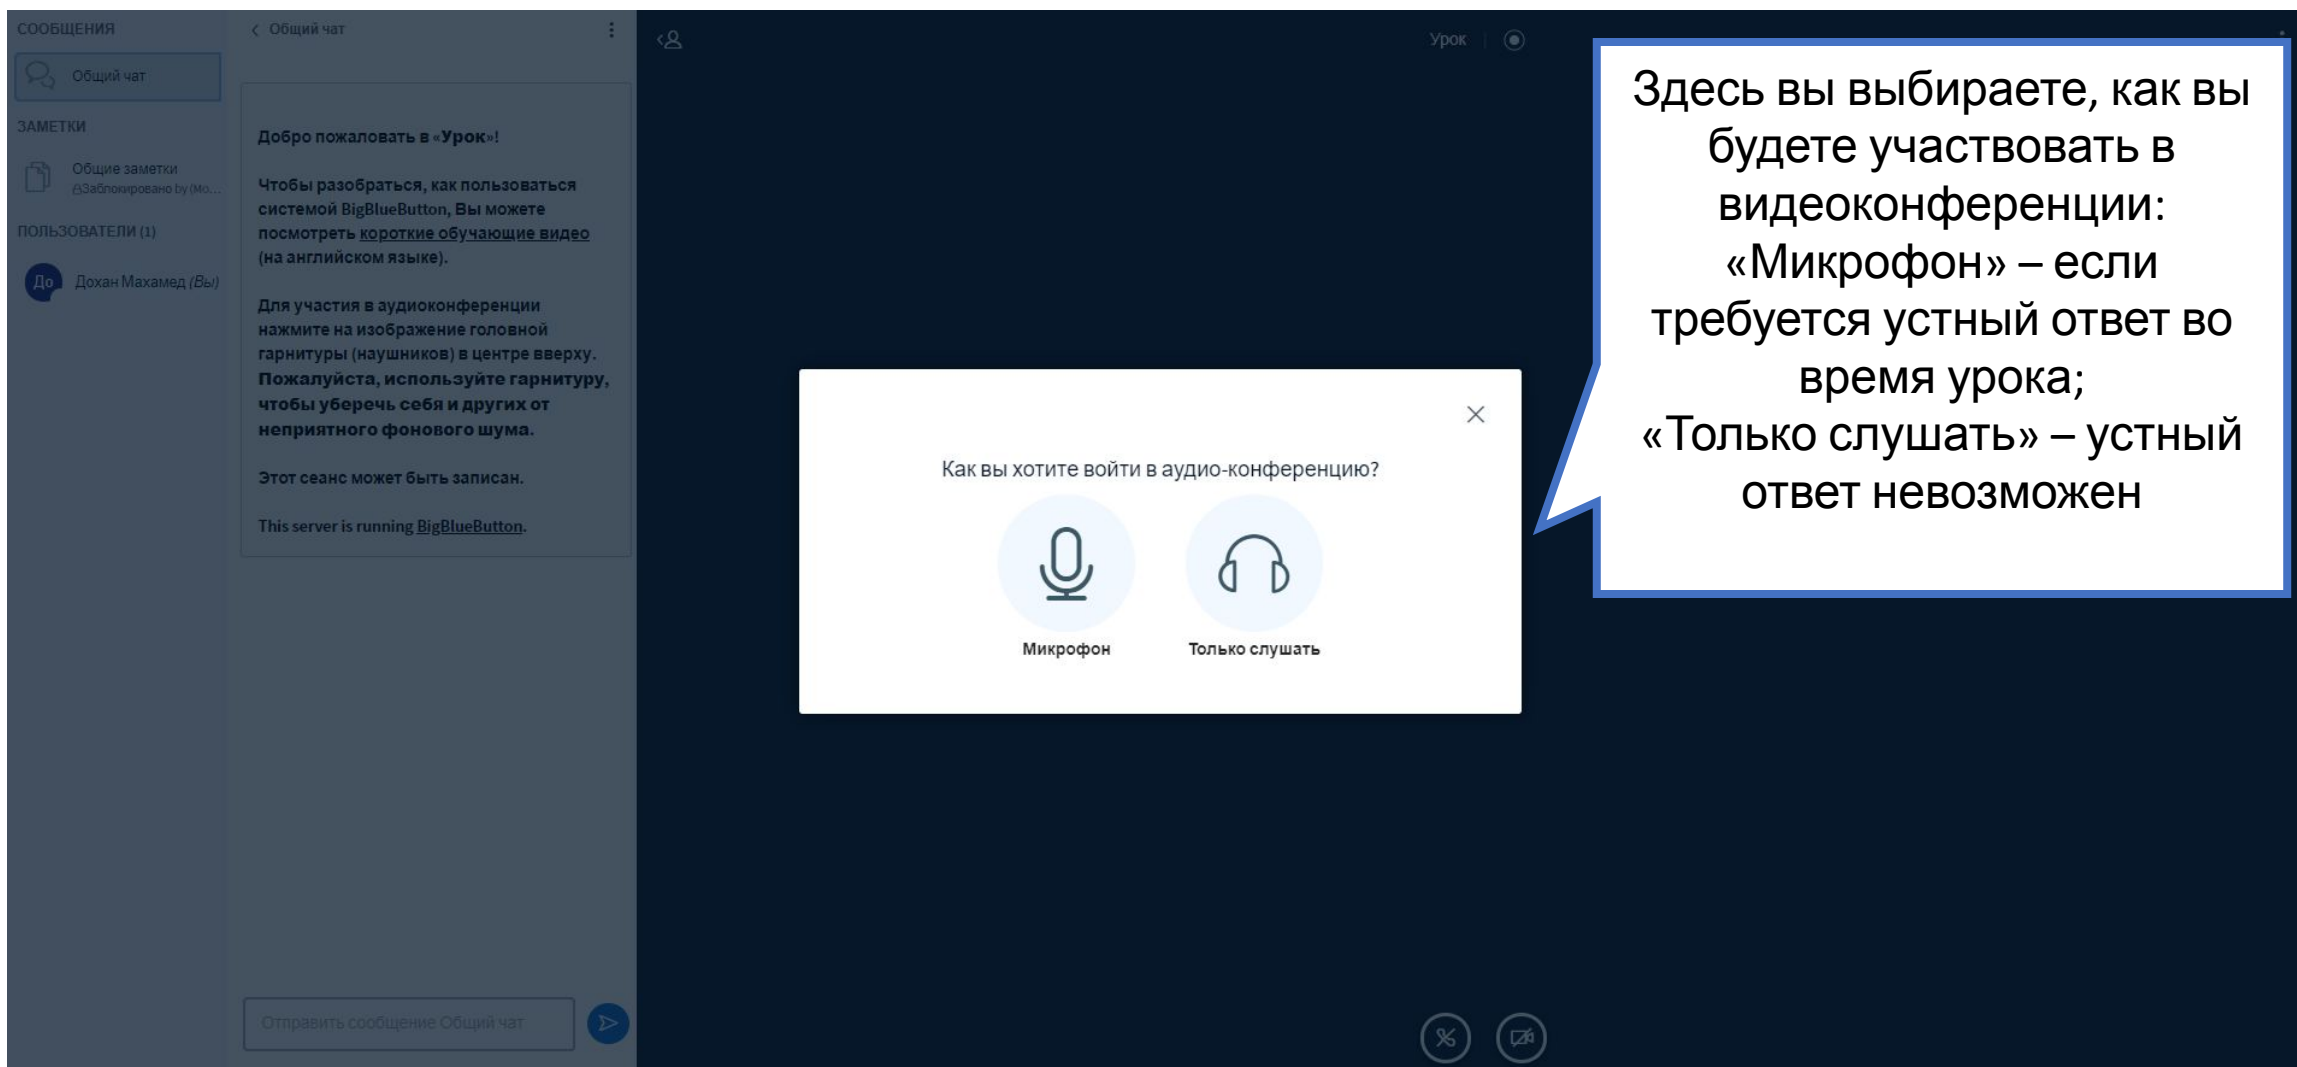 СООБЩЕНИЯ
Общий чат
ЗАМЕТКИ
Общие заметки
Заблокировано by (Мо...
ПОЛЬЗОВАТЕЛИ (1)
До
Дохан Махамед (Вы)
Общий чат
Добро пожаловать в «Урок»!
Чтобы разобраться, как пользоваться
системой BigBlueButton, Вы можете
посмотреть короткие обучающие видео
(на английском языке).
Для участия в аудиоконференции
нажмите на изображение головной
гарнитуры (наушников) в центре вверху.
Пожалуйста, используйте гарнитуру,
чтобы уберечь себя и других от
неприятного фонового шума.
Этот сеанс может быть записан.
This server is running BigBlueButton.
Отправить сообщение Общий чат
Урок
Как вы хотите войти в аудио-конференцию?
Микрофон
Только слушать
Здесь вы выбираете, как вы
будете участвовать в
видеоконференции:
«Микрофон» – если
требуется устный ответ во
время урока;
«Только слушать» – устный
ответ невозможен